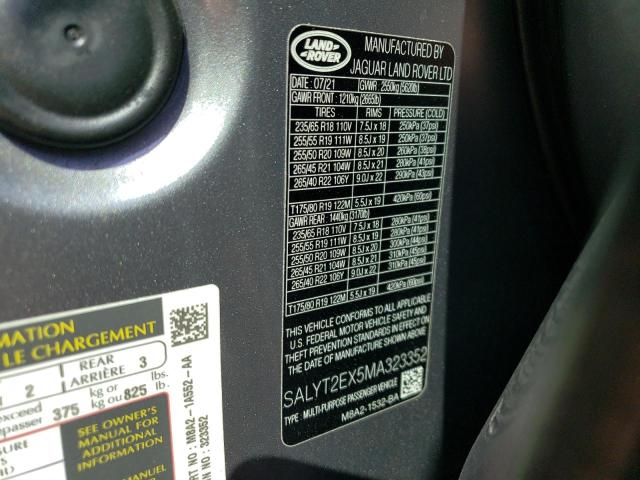 LAND
ROVER
MANUFACTURED BY
JAGUAR LAND ROVER LTD
DATE : 07/21 GVWR : 2550kg (5620lb)
GAWR FRONT : 1210kg (2665lb)
TIRES RIMS PRESSURE (COLD)
235/65 R18 110V 7.5J x 18 250kPa (37psi)
255/55 R19 111W 8.5J x 19 250kPa (37psi)
255/50 R20 109W 8.5J x 20 260kPa (38psi)
265/45 R21 104W 8.5J x 21 280kPa (41psi)
265/40 R22 106Y 9.0J x 22 290kPa (43psi)
T175/80 R19 122M 5.5J x 19 420kPa (60psi)
GAWR REAR : 1440kg (3170lb)
235/65 R18 110V 7.5J x 18 280kPa (41psi)
255/55 R19 111W 8.5J x 19 280kPa (41psi)
255/50 R20 109W 8.5J x 20 300kPa (44psi)
265/45 R21 104W 8.5J x 21 310kPa (45psi)
265/40 R22 106Y 9.0J x 22 310kPa (45psi)
T175/80 R19 122M 5.5J x 19 420kPa (60psi)
THIS VEHICLE CONFORMS TO ALL APPLICABLE
U.S. FEDERAL MOTOR VEHICLE SAFETY AND
THEFT PREVENTION STANDARDS IN EFFECT ON
THE DATE OF MANUFACTURE SHOWN ABOVE.
SALYT2EX5MA323352
TYPE : MULTI-PURPOSE PASSENGER VEHICLE
M8A2-1532-BA
MATION
LE CHARGEMENT
2 REAR
ARRIÈRE 3
exceed
passer 375 kg or
kg ou 825 lbs.
lb.
SURE
S
ID
SEE OWNER'S
MANUAL FOR
ADDITIONAL
INFORMATION
MANUEL
PART NO - M8A2 -1A552 -AA
SN - 323352